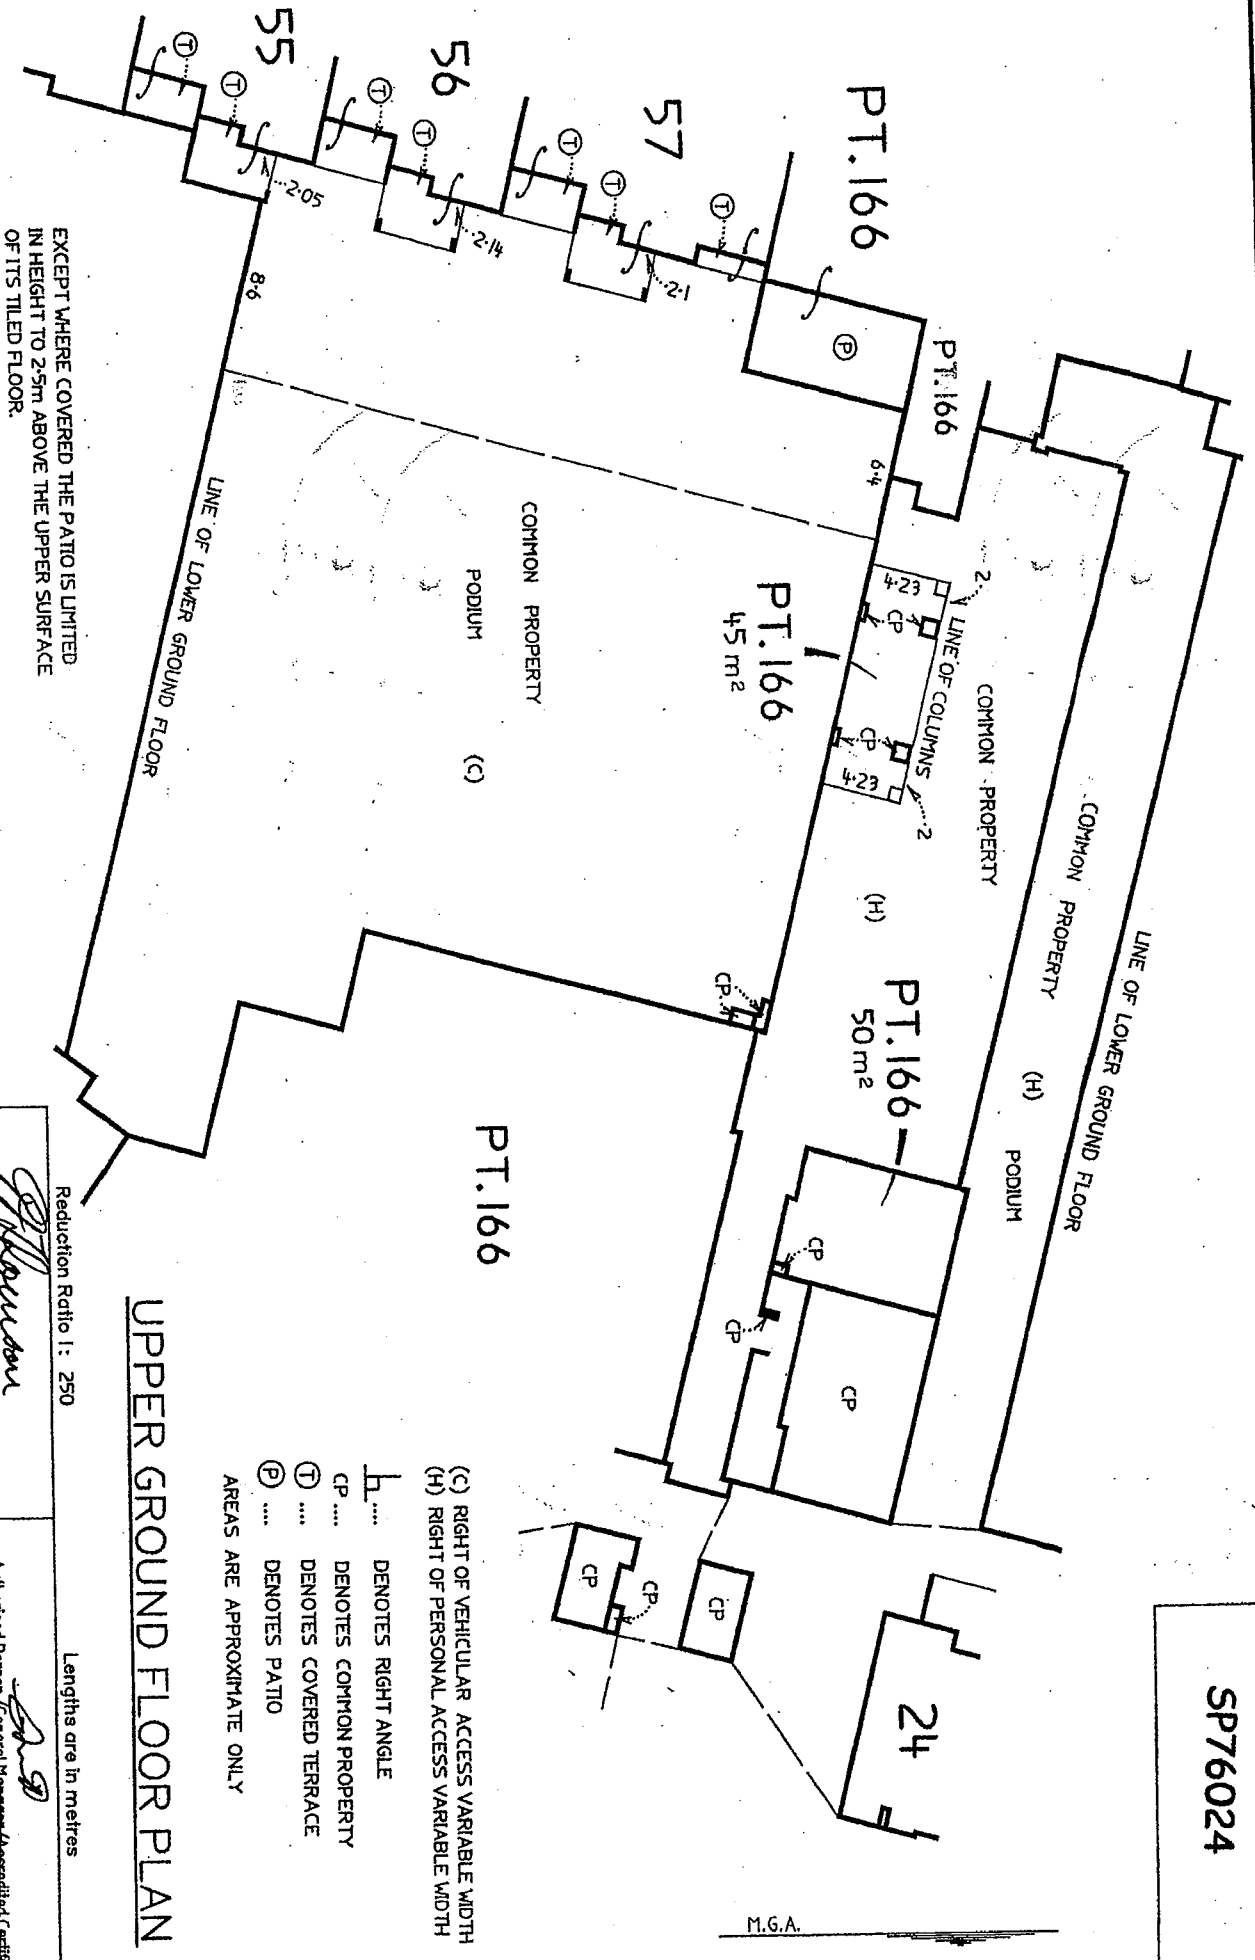 SP76024
55
56
57
PT.166
PT.166
T
T
T
T
T
T
T
P
2.05
2.14
2.1
8.6
6.4
EXCEPT WHERE COVERED THE PATIO IS LIMITED
IN HEIGHT TO 2.5m ABOVE THE UPPER SURFACE
OF ITS TILED FLOOR.
LINE OF LOWER GROUND FLOOR
COMMON PROPERTY
PODIUM
(C)
PT.166
45 m²
4.23
4.23
CP
CP
2
2
LINE OF COLUMNS
COMMON PROPERTY
(H)
COMMON PROPERTY
(H)
PODIUM
LINE OF LOWER GROUND FLOOR
PT.166
50 m²
CP
PT.166
CP
CP
CP
CP
CP
CP
24
(C) RIGHT OF VEHICULAR ACCESS VARIABLE WIDTH
(H) RIGHT OF PERSONAL ACCESS VARIABLE WIDTH
.... DENOTES RIGHT ANGLE
CP .... DENOTES COMMON PROPERTY
T .... DENOTES COVERED TERRACE
P .... DENOTES PATIO
AREAS ARE APPROXIMATE ONLY
UPPER GROUND FLOOR PLAN
M.G.A.
Reduction Ratio 1: 250
Lengths are in metres